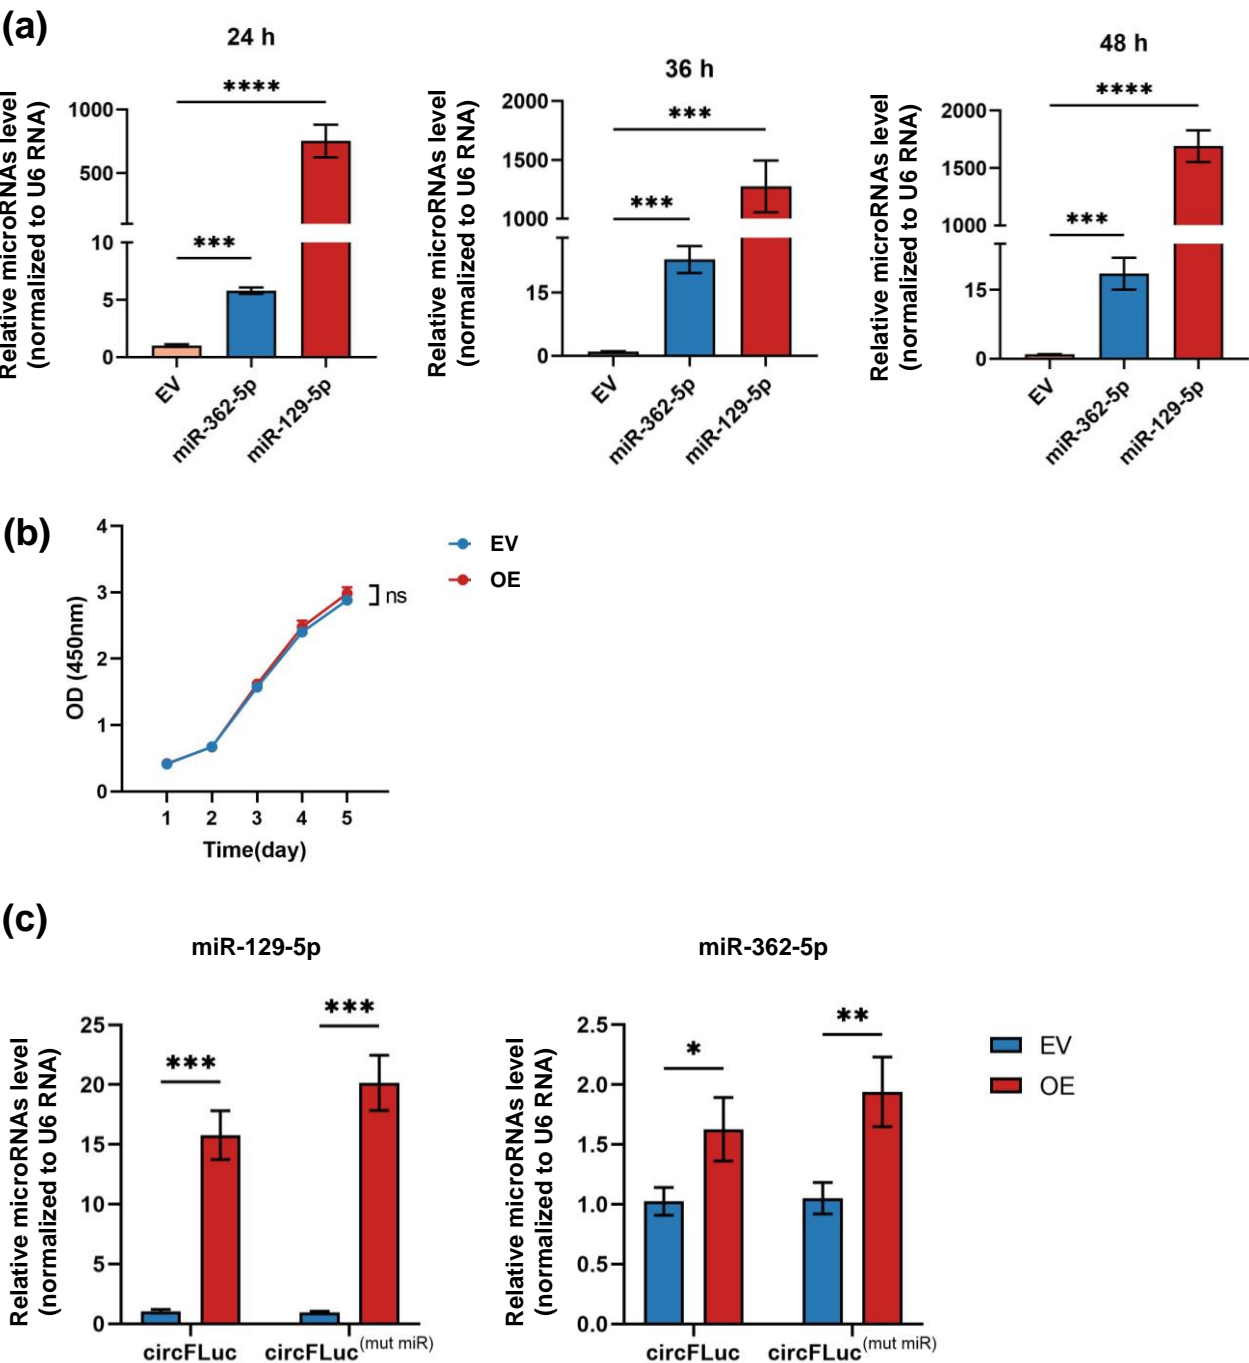 (a)
24 h
Relative microRNAs level
(normalized to U6 RNA)
1000
500
10
5
0
****
***
EV
miR-362-5p
miR-129-5p
36 h
Relative microRNAs level
(normalized to U6 RNA)
2000
1500
1000
15
0
***
***
EV
miR-362-5p
miR-129-5p
48 h
Relative microRNAs level
(normalized to U6 RNA)
2000
1500
1000
15
0
****
***
EV
miR-362-5p
miR-129-5p
(b)
OD (450nm)
4
3
2
1
0
1 2 3 4 5
Time(day)
ns
EV
OE
(c)
miR-129-5p
Relative microRNAs level
(normalized to U6 RNA)
25
20
15
10
5
0
***
***
circFLuc
circFLuc(mut miR)
miR-362-5p
Relative microRNAs level
(normalized to U6 RNA)
2.5
2.0
1.5
1.0
0.5
0.0
*
**
circFLuc
circFLuc(mut miR)
EV
OE